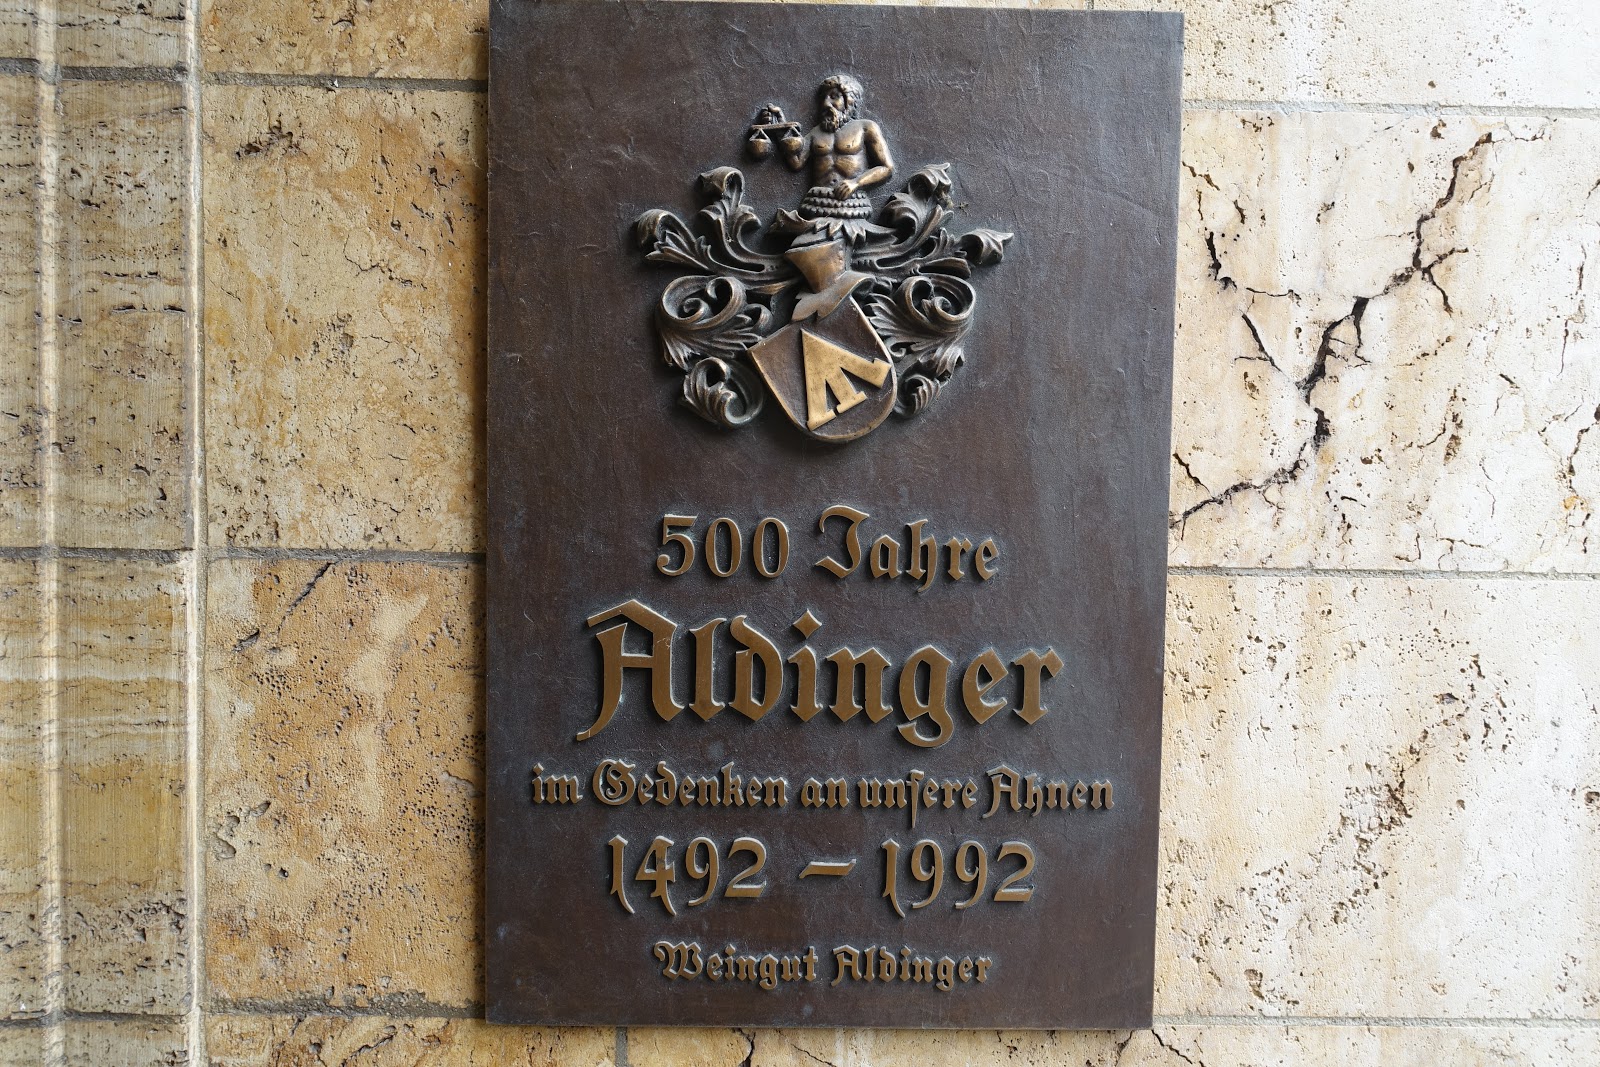 500 Jahre
Aldinger
im Gedenken an unsere Ahnen
1492 – 1992
Weingut Aldinger